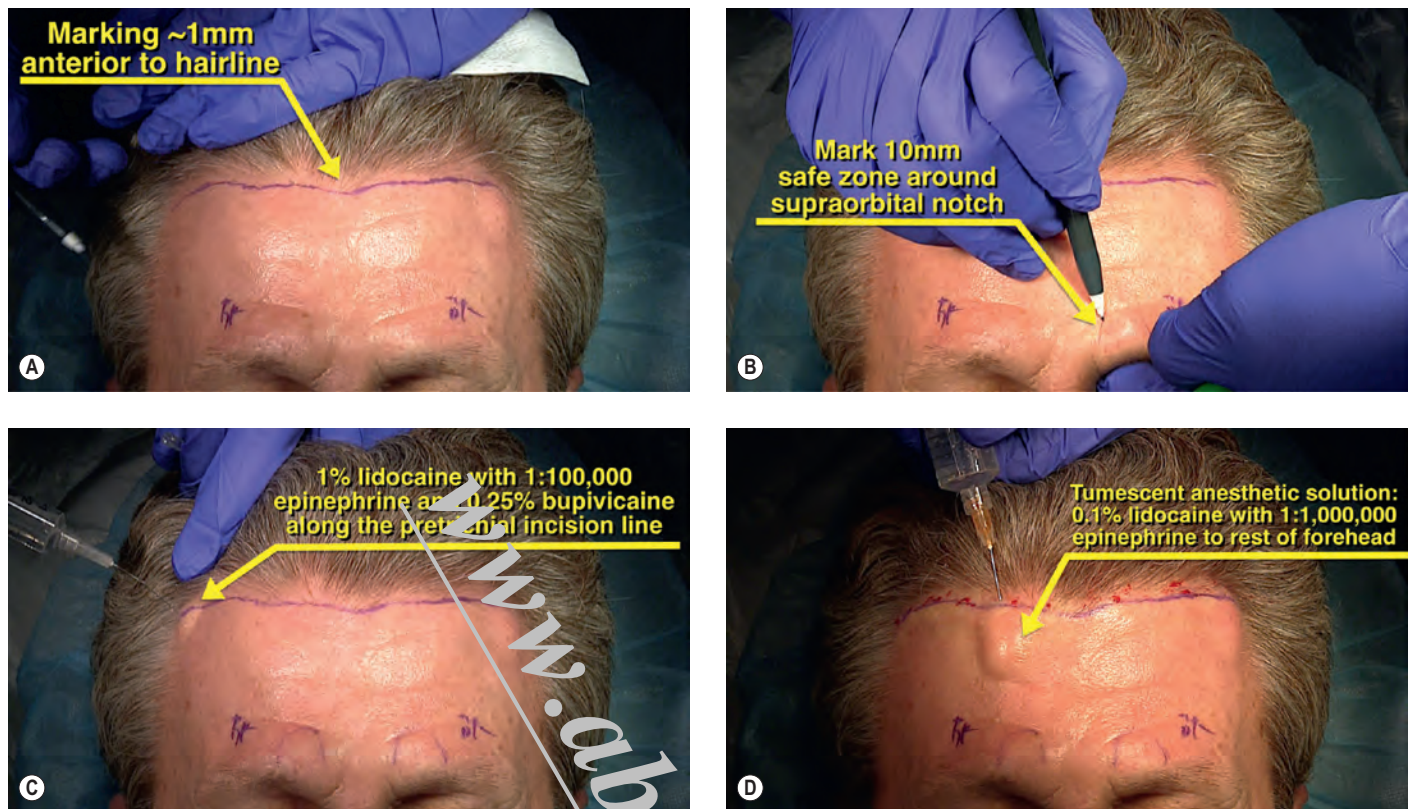 Marking ~1mm
anterior to hairline
A
Mark 10mm
safe zone around
supraorbital notch
B
1% lidocaine with 1:100,000
epinephrine and 0.25% bupivicaine
along the pretrichial incision line
www.ab
C
Tumescent anesthetic solution:
0.1% lidocaine with 1:1,000,000
epinephrine to rest of forehead
D